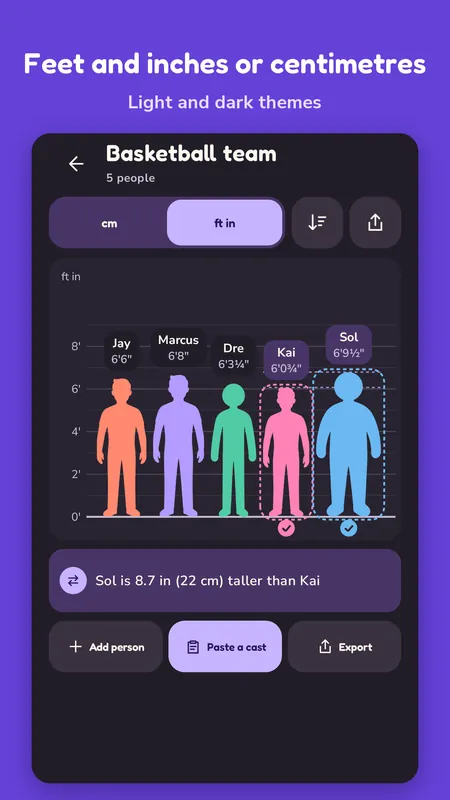 Feet and inches or centimetres
Light and dark themes
Basketball team
5 people
cm
ft in
ft in
8'
6'
4'
2'
0'
Jay
6'6"
Marcus
6'8"
Dre
6'3¼"
Kai
6'0¾"
Sol
6'9½"
Sol is 8.7 in (22 cm) taller than Kai
Add person
Paste a cast
Export